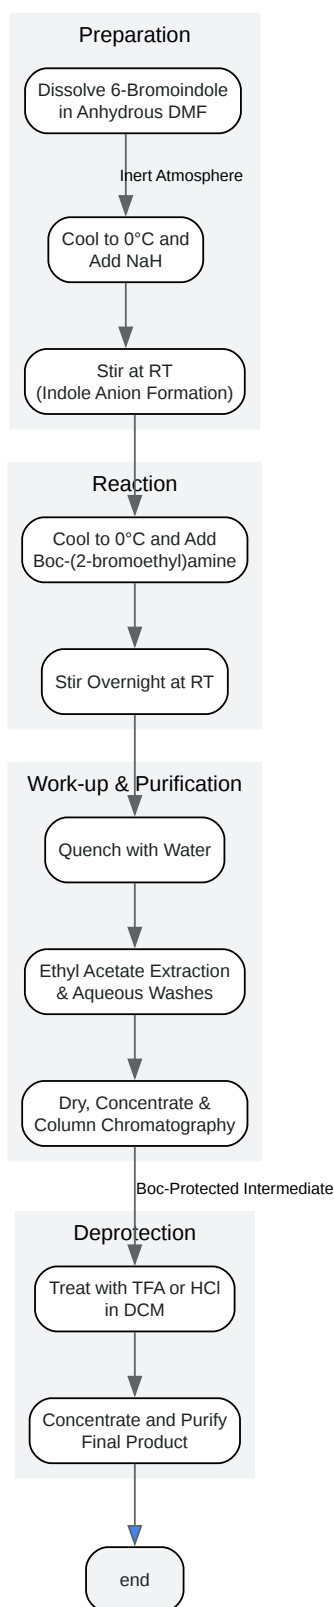 Preparation
Dissolve 6-Bromoindole
in Anhydrous DMF
Inert Atmosphere
Cool to 0°C and
Add NaH
Stir at RT
(Indole Anion Formation)
Reaction
Cool to 0°C and Add
Boc-(2-bromoethyl)amine
Stir Overnight at RT
Work-up & Purification
Quench with Water
Ethyl Acetate Extraction
& Aqueous Washes
Dry, Concentrate &
Column Chromatography
Boc-Protected Intermediate
Deprotection
Treat with TFA or HCl
in DCM
Concentrate and Purify
Final Product
end